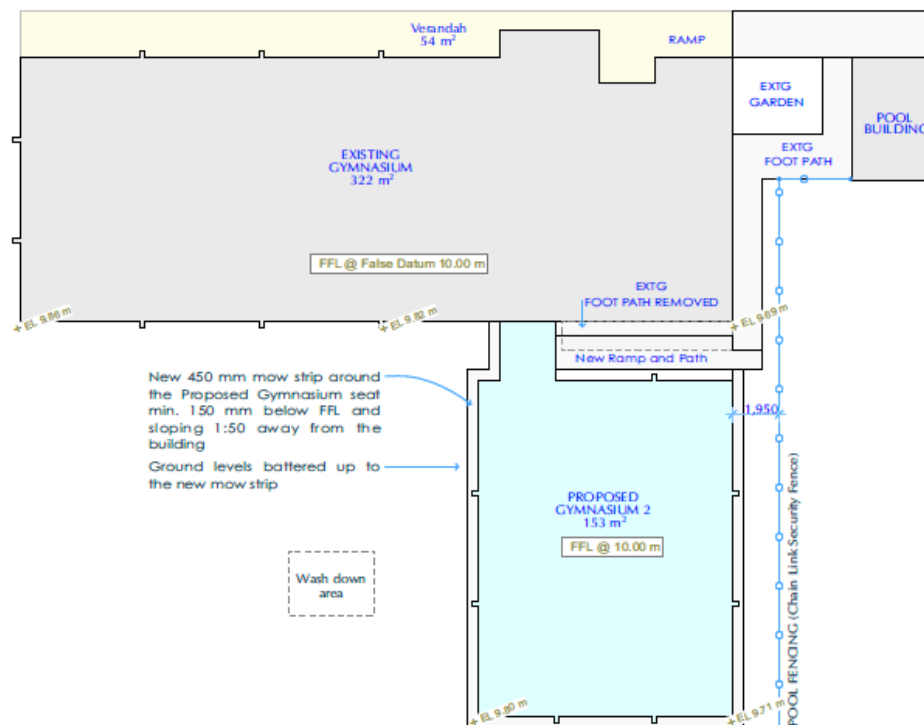 Verandah
54 m²
RAMP
EXTG
GARDEN
POOL
BUILDING
EXTG
FOOT PATH
EXISTING
GYMNASIUM
322 m²
FFL @ False Datum 10.00 m
EXTG
FOOT PATH REMOVED
EL 9.86 m
EL 9.82 m
EL 9.69 m
New Ramp and Path
New 450 mm mow strip around
the Proposed Gymnasium seat
min. 150 mm below FFL and
sloping 1:50 away from the
building
Ground levels battered up to
the new mow strip
1,950
PROPOSED
GYMNASIUM 2
153 m²
FFL @ 10.00 m
Wash down
area
POOL FENCING (Chain Link Security Fence)
EL 9.80 m
EL 9.71 m